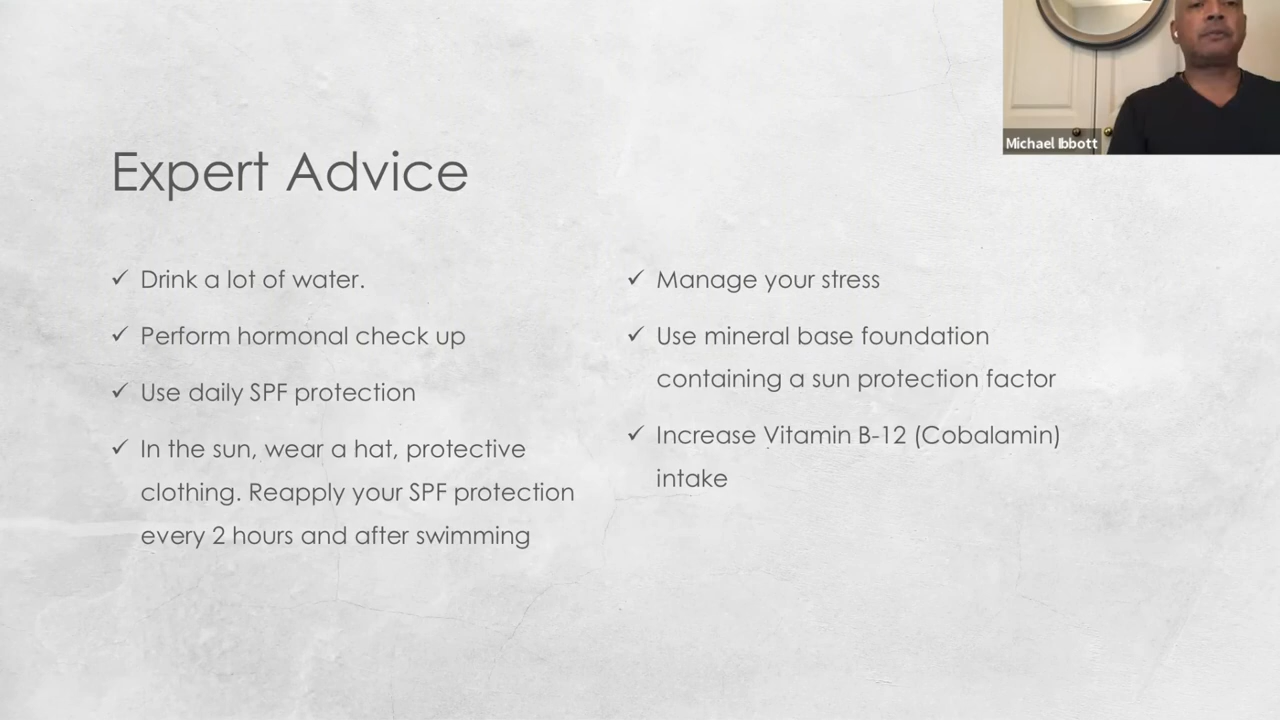 Expert Advice
✓ Drink a lot of water.
✓ Perform hormonal check up
✓ Use daily SPF protection
✓ In the sun, wear a hat, protective
clothing. Reapply your SPF protection
every 2 hours and after swimming
✓ Manage your stress
✓ Use mineral base foundation
containing a sun protection factor
✓ Increase Vitamin B-12 (Cobalamin)
intake
Michael Ibbott